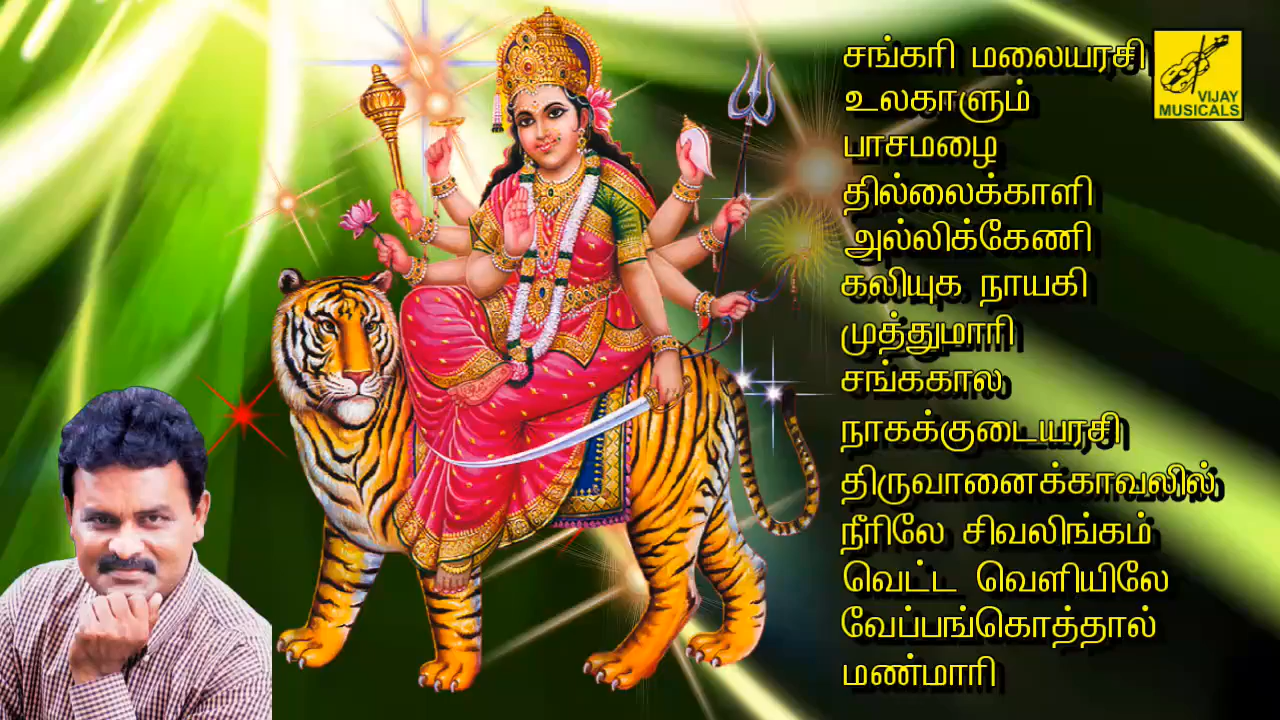 சங்கரி மலையரசி
உலகாளும்
பாசமழை
தில்லைக்காளி
அல்லிக்கேணி
கலியுக நாயகி
முத்துமாரி
சங்ககால
நாகக்குடையரசி
திருவானைக்காவலில்
நீரிலே சிவலிங்கம்
வெட்ட வெளியிலே
வேப்பங்கொத்தால்
மண்மாரி
VIJAY
MUSICALS